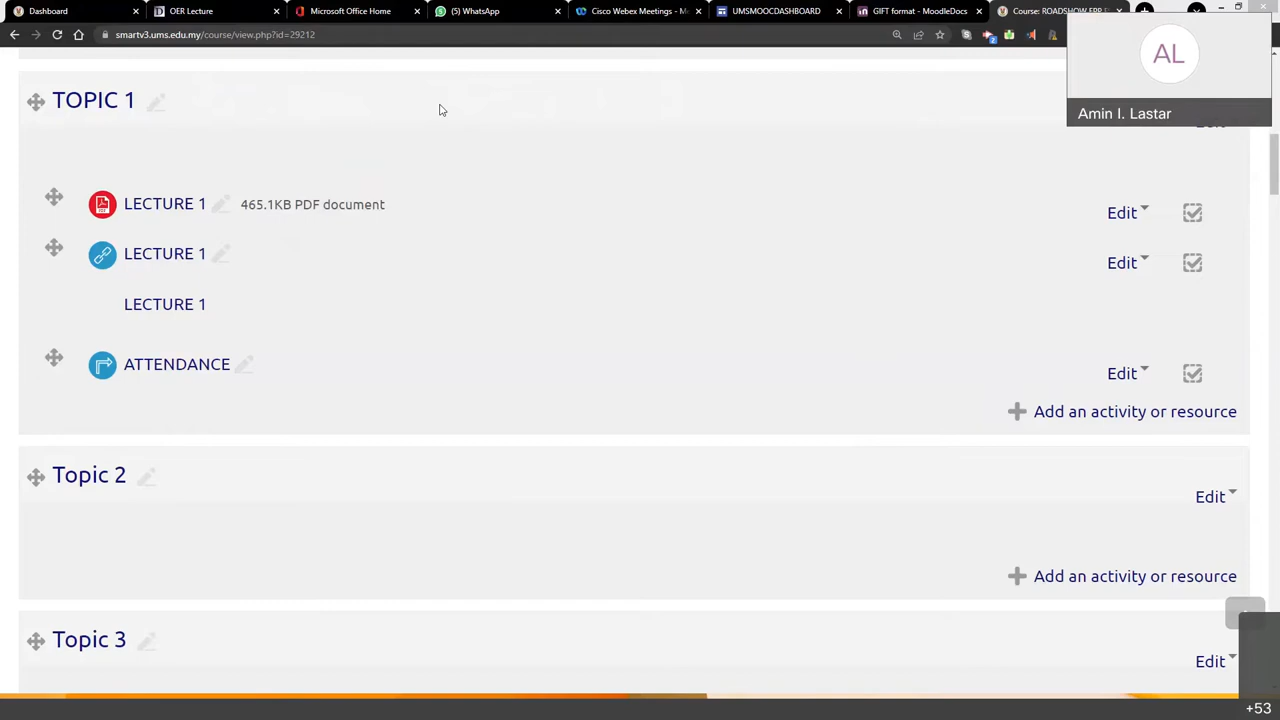 Dashboard
OER Lecture
Microsoft Office Home
(5) WhatsApp
Cisco Webex Meetings - M
UMSMOOCDASHBOARD
GIFT format - MoodleDocs
Course: ROADSHOW
smartv3.ums.edu.my/course/view.php?id=29212
AL
Amin I. Lastar
TOPIC 1
LECTURE 1 465.1KB PDF document
Edit
LECTURE 1
Edit
LECTURE 1
ATTENDANCE
Edit
Add an activity or resource
Topic 2
Edit
Add an activity or resource
Topic 3
Edit
+53